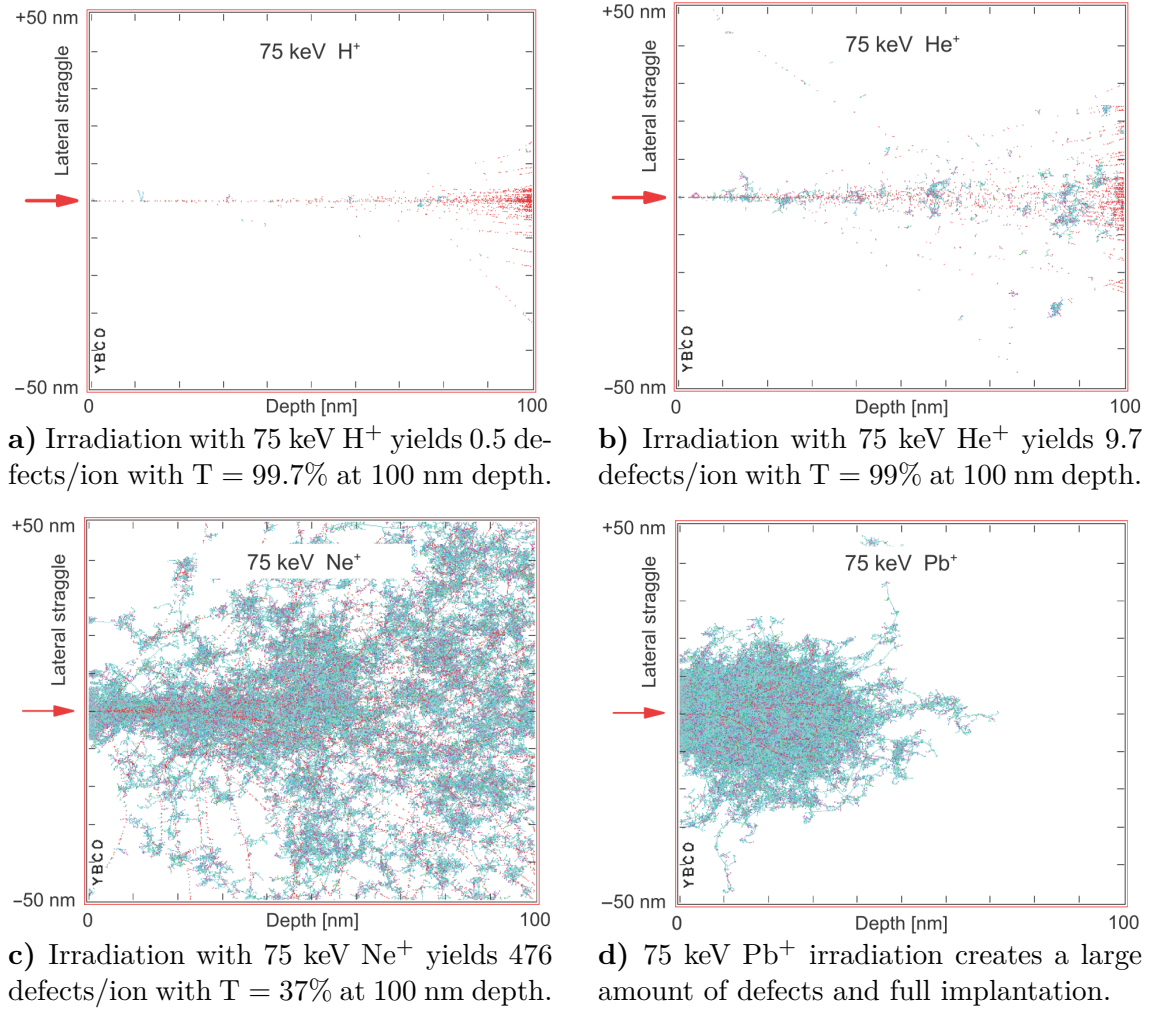 +50 nm
75 keV H⁺
Lateral straggle
YBCO
−50 nm
0
Depth [nm]
100
a) Irradiation with 75 keV H⁺ yields 0.5 de-
fects/ion with T = 99.7% at 100 nm depth.
+50 nm
75 keV He⁺
Lateral straggle
YBCO
−50 nm
0
Depth [nm]
100
b) Irradiation with 75 keV He⁺ yields 9.7
defects/ion with T = 99% at 100 nm depth.
+50 nm
75 keV Ne⁺
Lateral straggle
YBCO
−50 nm
0
Depth [nm]
100
c) Irradiation with 75 keV Ne⁺ yields 476
defects/ion with T = 37% at 100 nm depth.
+50 nm
75 keV Pb⁺
Lateral straggle
YBCO
−50 nm
0
Depth [nm]
100
d) 75 keV Pb⁺ irradiation creates a large
amount of defects and full implantation.